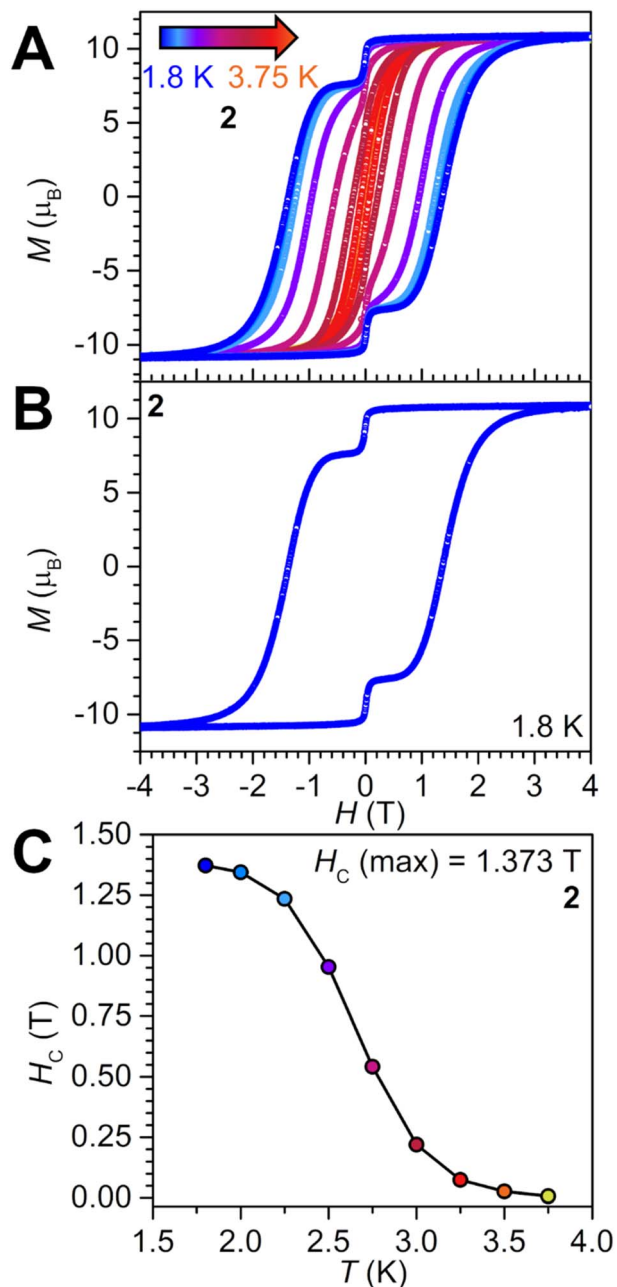 A
1.8 K 3.75 K
2
10
5
0
-5
-10
M (μB)
B
2
10
5
0
-5
-10
M (μB)
1.8 K
-4 -3 -2 -1 0 1 2 3 4
H (T)
C
HC (max) = 1.373 T
2
1.50
1.25
1.00
0.75
0.50
0.25
0.00
HC (T)
1.5 2.0 2.5 3.0 3.5 4.0
T (K)